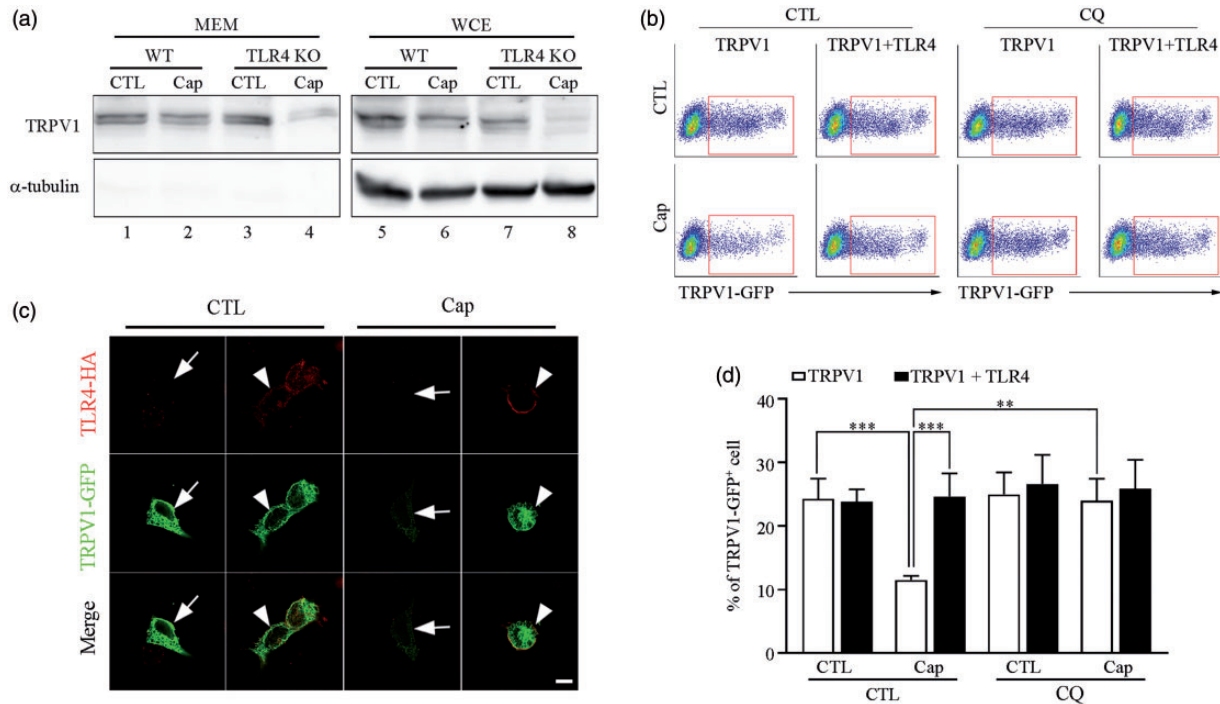 (a)
MEM WCE
WT TLR4 KO WT TLR4 KO
CTL Cap CTL Cap CTL Cap CTL Cap
TRPV1
α-tubulin
1 2 3 4 5 6 7 8
(b)
CTL CQ
TRPV1 TRPV1+TLR4 TRPV1 TRPV1+TLR4
CTL
Cap
TRPV1-GFP TRPV1-GFP
(c)
CTL Cap
TLR4-HA
TRPV1-GFP
Merge
(d)
TRPV1 TRPV1 + TLR4
% of TRPV1-GFP⁺ cell
40
30
20
10
0
*** *** **
CTL Cap CTL Cap
CTL CQ